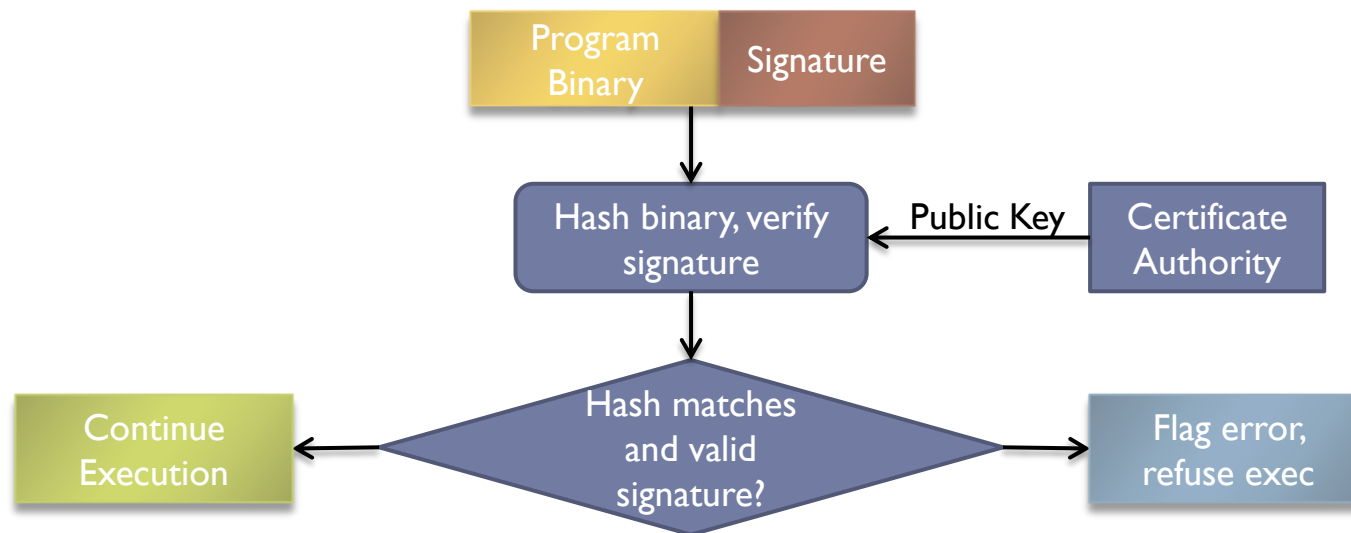 Program
Binary
Signature
Hash binary, verify
signature
Public Key
Certificate
Authority
Hash matches
and valid
signature?
Continue
Execution
Flag error,
refuse exec